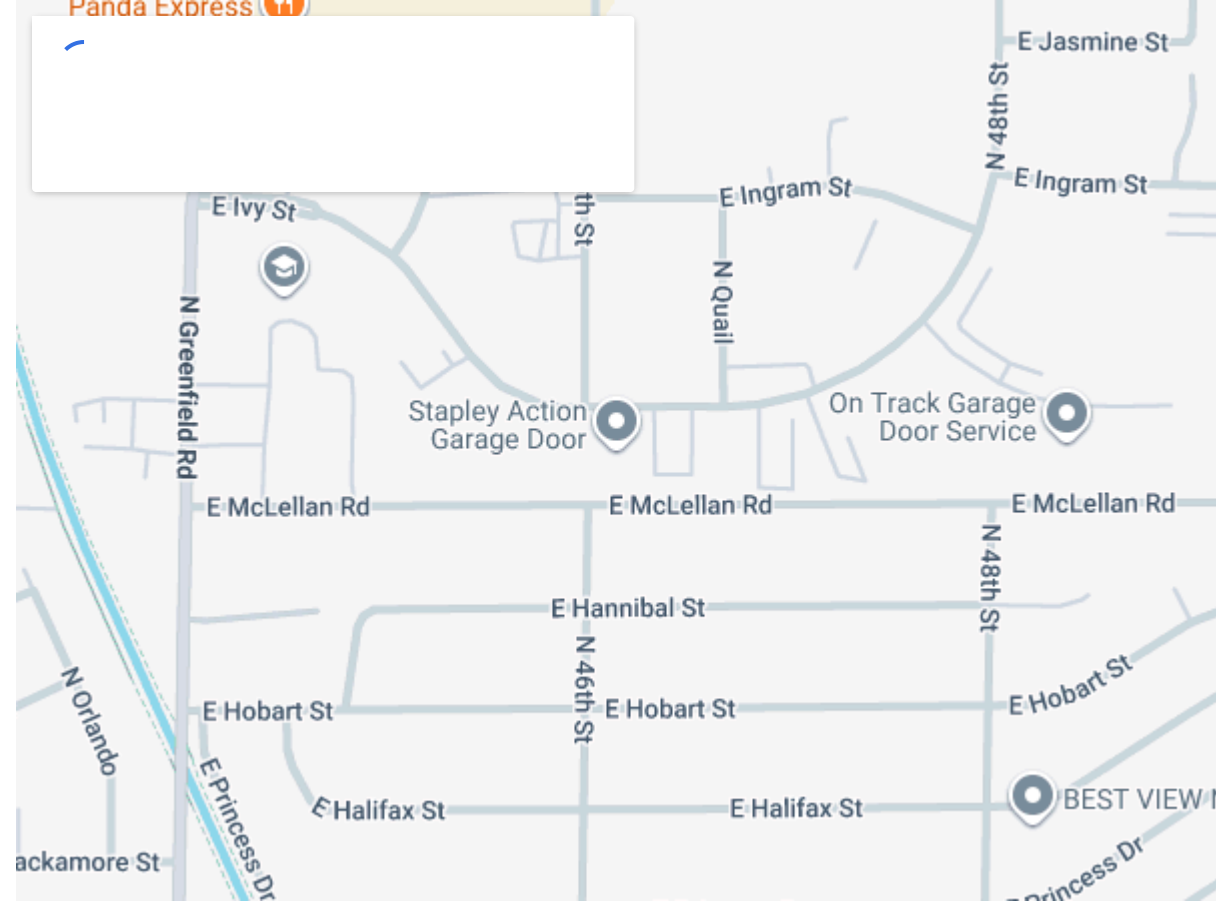 Panda Express
E Jasmine St
N 48th St
E Ingram St
E Ingram St
E Ivy St
th St
N Quail
N Greenfield Rd
Stapley Action
Garage Door
On Track Garage
Door Service
E McLellan Rd
E McLellan Rd
E McLellan Rd
N 48th St
E Hannibal St
N 46th St
N Orlando
E Hobart St
E Hobart St
E Hobart St
E Princess Dr
E Halifax St
E Halifax St
BEST VIEW
ackamore St
E Princess Dr